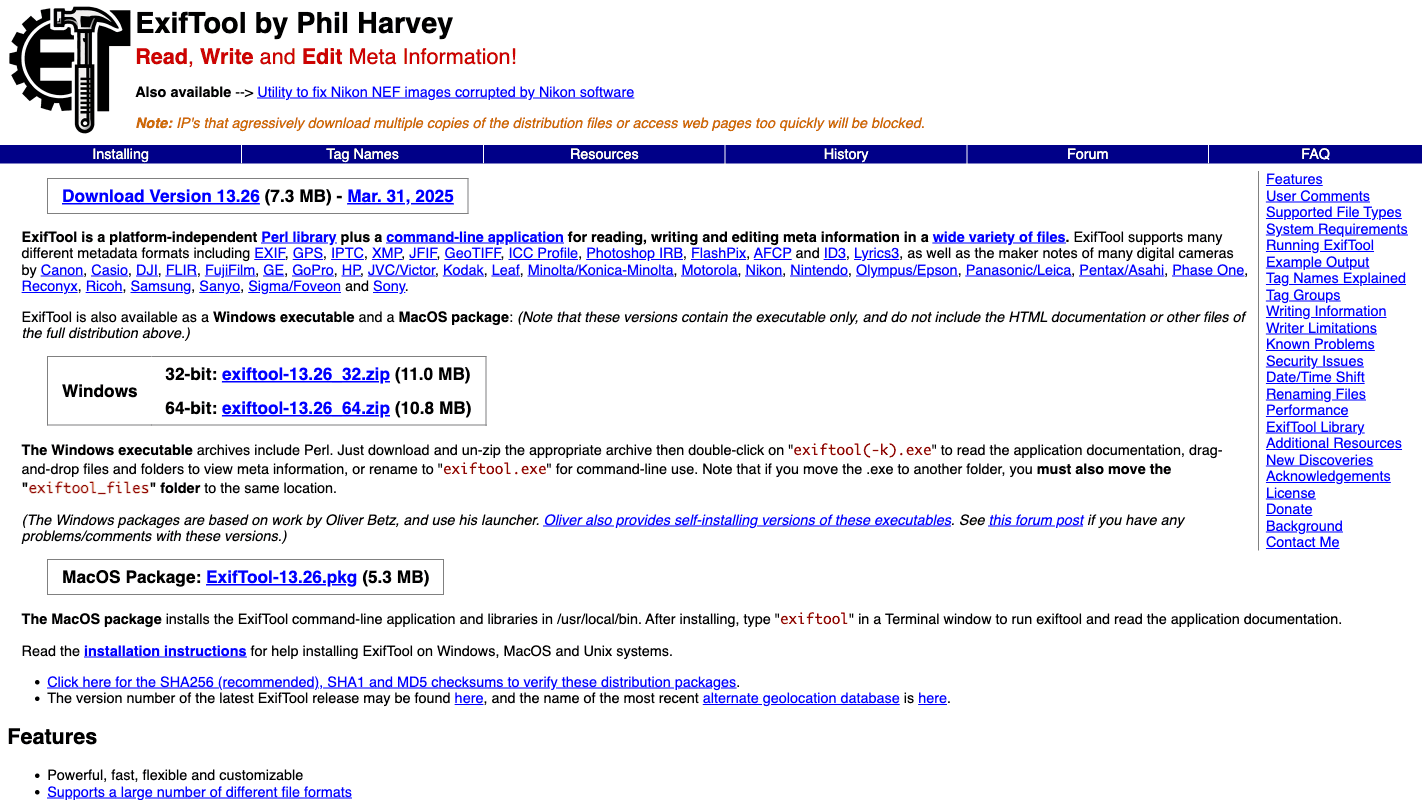 ExifTool by Phil Harvey
Read, Write and Edit Meta Information!
Also available --> Utility to fix Nikon NEF images corrupted by Nikon software
Note: IP's that agressively download multiple copies of the distribution files or access web pages too quickly will be blocked.
Installing Tag Names Resources History Forum FAQ
Download Version 13.26 (7.3 MB) - Mar. 31, 2025
ExifTool is a platform-independent Perl library plus a command-line application for reading, writing and editing meta information in a wide variety of files. ExifTool supports many
different metadata formats including EXIF, GPS, IPTC, XMP, JFIF, GeoTIFF, ICC Profile, Photoshop IRB, FlashPix, AFCP and ID3, Lyrics3, as well as the maker notes of many digital cameras
by Canon, Casio, DJI, FLIR, FujiFilm, GE, GoPro, HP, JVC/Victor, Kodak, Leaf, Minolta/Konica-Minolta, Motorola, Nikon, Nintendo, Olympus/Epson, Panasonic/Leica, Pentax/Asahi, Phase One,
Reconyx, Ricoh, Samsung, Sanyo, Sigma/Foveon and Sony.
ExifTool is also available as a Windows executable and a MacOS package: (Note that these versions contain the executable only, and do not include the HTML documentation or other files of
the full distribution above.)
Windows
32-bit: exiftool-13.26_32.zip (11.0 MB)
64-bit: exiftool-13.26_64.zip (10.8 MB)
The Windows executable archives include Perl. Just download and un-zip the appropriate archive then double-click on "exiftool(-k).exe" to read the application documentation, drag-
and-drop files and folders to view meta information, or rename to "exiftool.exe" for command-line use. Note that if you move the .exe to another folder, you must also move the
"exiftool_files" folder to the same location.
(The Windows packages are based on work by Oliver Betz, and use his launcher. Oliver also provides self-installing versions of these executables. See this forum post if you have any
problems/comments with these versions.)
MacOS Package: ExifTool-13.26.pkg (5.3 MB)
The MacOS package installs the ExifTool command-line application and libraries in /usr/local/bin. After installing, type "exiftool" in a Terminal window to run exiftool and read the application documentation.
Read the installation instructions for help installing ExifTool on Windows, MacOS and Unix systems.
• Click here for the SHA256 (recommended), SHA1 and MD5 checksums to verify these distribution packages.
• The version number of the latest ExifTool release may be found here, and the name of the most recent alternate geolocation database is here.
Features
• Powerful, fast, flexible and customizable
• Supports a large number of different file formats
Features
User Comments
Supported File Types
System Requirements
Running ExifTool
Example Output
Tag Names Explained
Tag Groups
Writing Information
Writer Limitations
Known Problems
Security Issues
Date/Time Shift
Renaming Files
Performance
ExifTool Library
Additional Resources
New Discoveries
Acknowledgements
License
Donate
Background
Contact Me